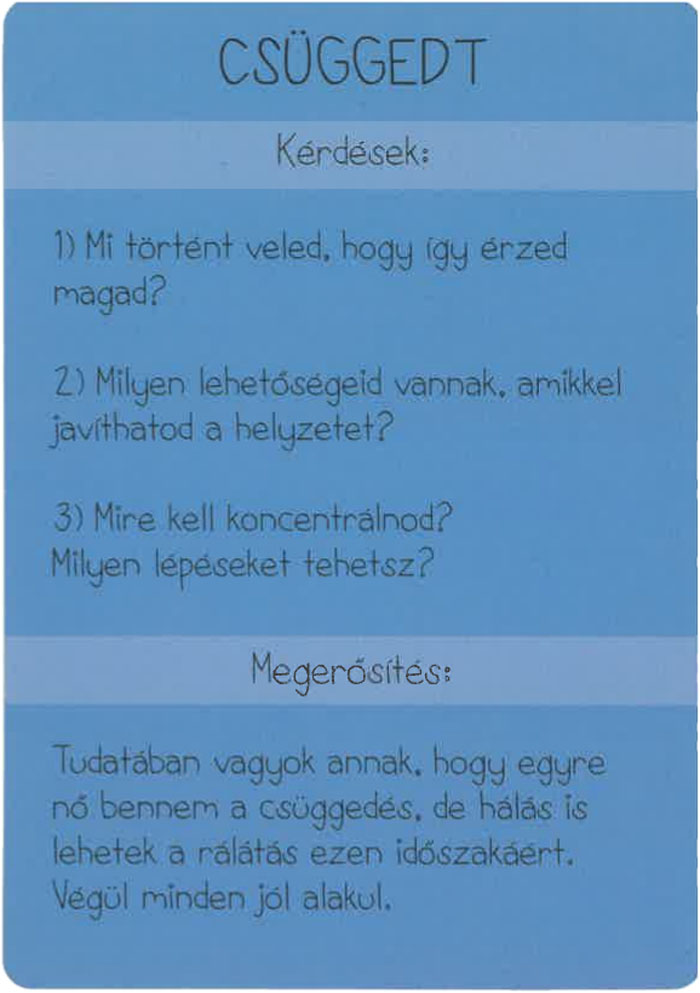 CSÜGGEDT
Kérdések:
1) Mi történt veled, hogy így érzed
magad?
2) Milyen lehetőségeid vannak, amikkel
javíthatod a helyzetet?
3) Mire kell koncentrálnod?
Milyen lépéseket tehetsz?
Megerősítés:
Tudatában vagyok annak, hogy egyre
nő bennem a csüggedés, de hálás is
lehetek a rálátás ezen időszakáért.
Végül minden jól alakul.